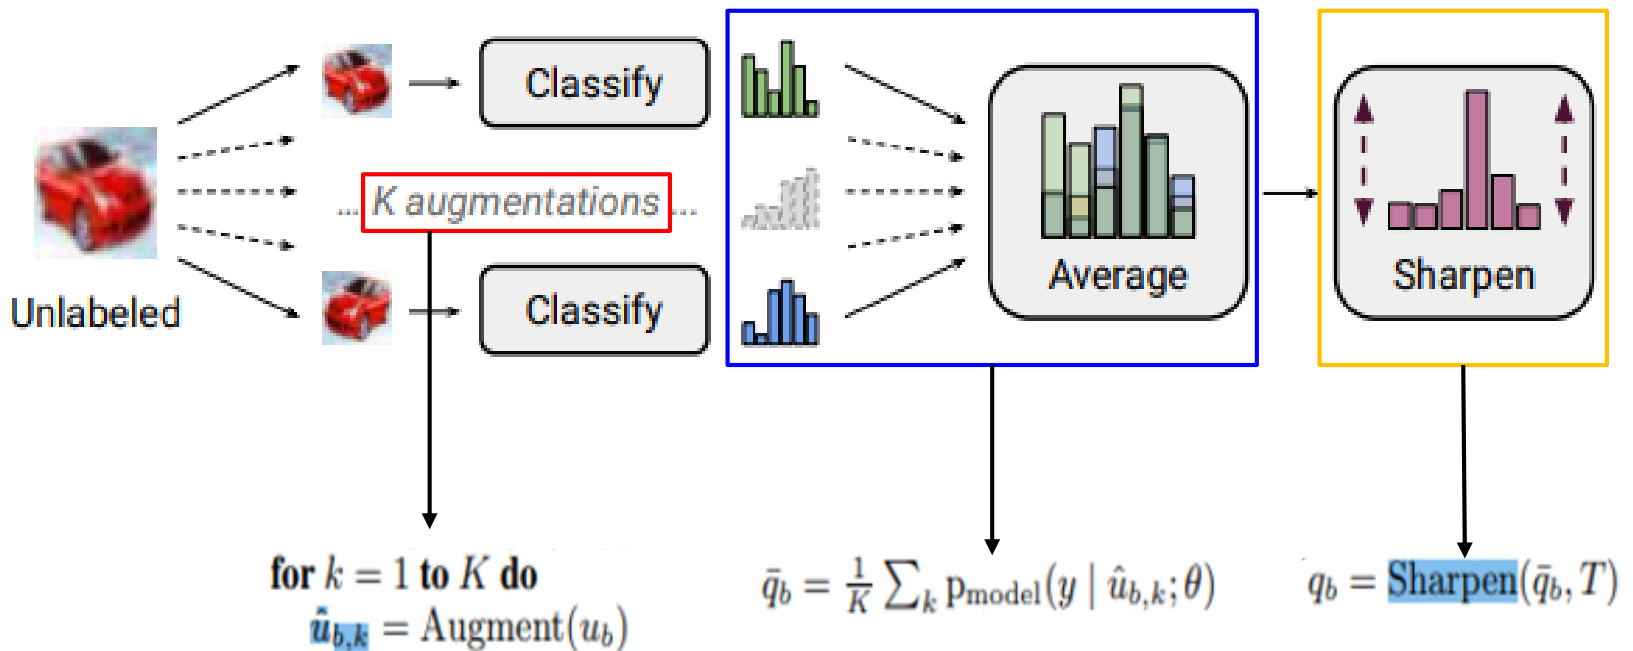 Classify
... K augmentations ...
Unlabeled
Classify
Average
Sharpen
for k = 1 to K do
û_{b,k} = Augment(u_b)
q̄_b = 1/K ∑_k p_model(y | û_{b,k}; θ)
q_b = Sharpen(q̄_b, T)